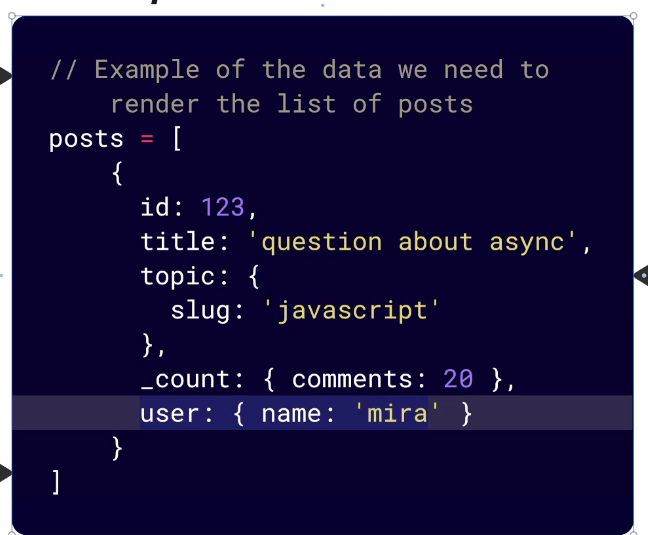 // Example of the data we need to
render the list of posts
posts = [
{
id: 123,
title: 'question about async',
topic: {
slug: 'javascript'
},
_count: { comments: 20 },
user: { name: 'mira' }
}
]